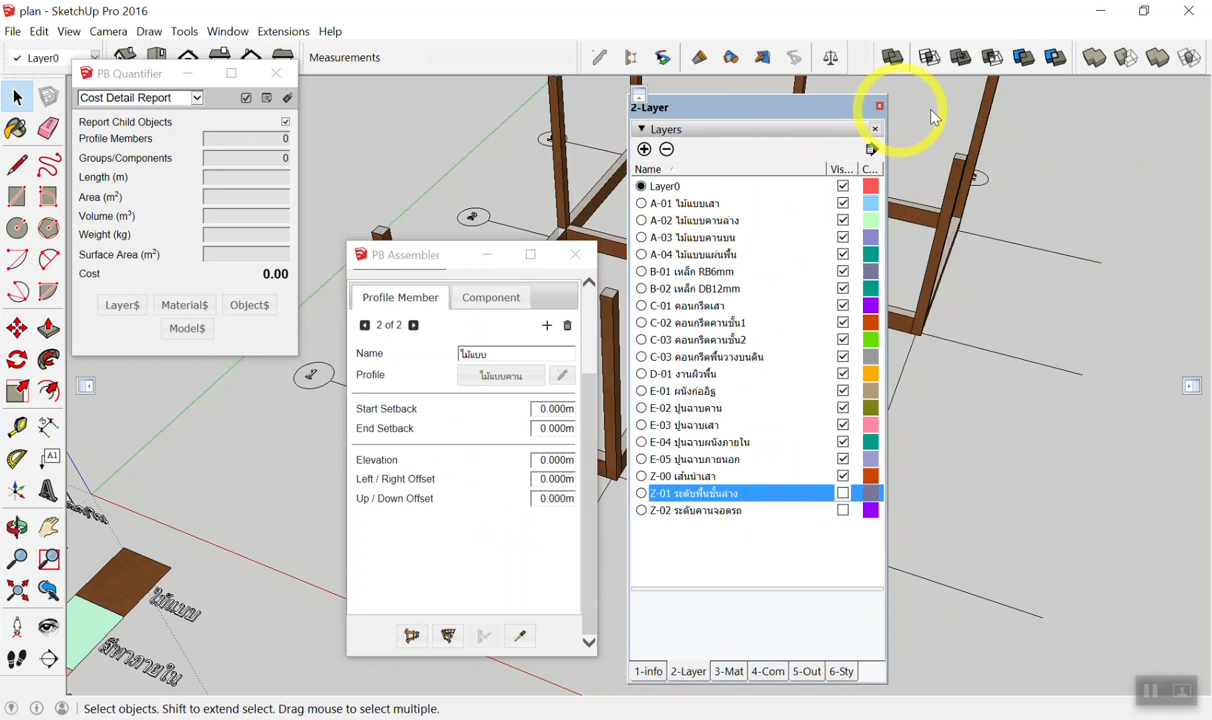 plan - SketchUp Pro 2016
File Edit View Camera Draw Tools Window Extensions Help
Layer0
Measurements
PB Quantifier
Cost Detail Report
Report Child Objects
Profile Members 0
Groups/Components 0
Length (m)
Area (m²)
Volume (m³)
Weight (kg)
Surface Area (m²)
Cost 0.00
Layer$ Material$ Object$
Model$
PB Assembler
Profile Member Component
2 of 2
Name ไม้แบบ
Profile ไม้แบบคาน
Start Setback 0.000m
End Setback 0.000m
Elevation 0.000m
Left / Right Offset 0.000m
Up / Down Offset 0.000m
2-Layer
Layers
Name Vis... C...
Layer0
A-01 ไม้แบบเสา
A-02 ไม้แบบคานล่าง
A-03 ไม้แบบคานบน
A-04 ไม้แบบแผ่นพื้น
B-01 เหล็ก RB6mm
B-02 เหล็ก DB12mm
C-01 คอนกรีตเสา
C-02 คอนกรีตคานชั้น1
C-03 คอนกรีตคานชั้น2
C-03 คอนกรีตพื้นวางบนดิน
D-01 งานผิวพื้น
E-01 ผนังก่ออิฐ
E-02 ปูนฉาบคาน
E-03 ปูนฉาบเสา
E-04 ปูนฉาบผนังภายใน
E-05 ปูนฉาบภายนอก
Z-00 เส้นนำเสา
Z-01 ระดับพื้นชั้นล่าง
Z-02 ระดับคานจอดรถ
1-info 2-Layer 3-Mat 4-Com 5-Out 6-Sty
A1
ไม้แบบ
สีทาภายใน
Select objects. Shift to extend select. Drag mouse to select multiple.